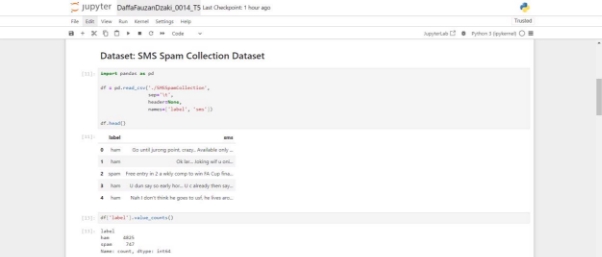 jupyter DaffaFauzanDzaki_0014_TS Last Checkpoint: 1 hour ago
File Edit View Run Kernel Settings Help Trusted
Code JupyterLab Python 3 (ipykernel)
Dataset: SMS Spam Collection Dataset
import pandas as pd
df = pd.read_csv('./SMSSpamCollection',
sep='\t',
header=None,
names=['label', 'sms'])
df.head()
label sms
0 ham Go until jurong point, crazy.. Available only ...
1 ham Ok lar... Joking wif u oni...
2 spam Free entry in 2 a wkly comp to win FA Cup fina...
3 ham U dun say so early hor... U c already then say...
4 ham Nah I don't think he goes to usf, he lives aro...
df['label'].value_counts()
label
ham 4825
spam 747
Name: count, dtype: int64